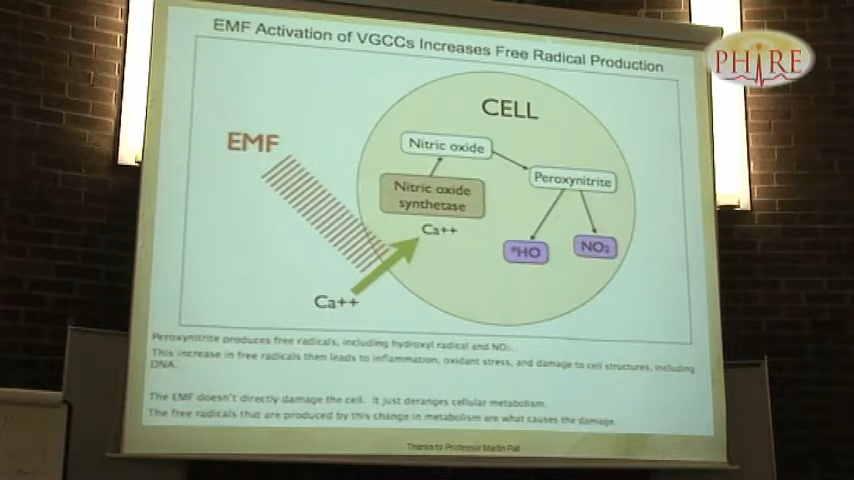 EMF Activation of VGCCs Increases Free Radical Production
PHIRE
CELL
EMF
Nitric oxide
Peroxynitrite
Nitric oxide
synthetase
Ca++
*HO
NO₂
Ca++
Peroxynitrite produces free radicals, including hydroxyl radical and NO₂.
This increase in free radicals then leads to inflammation, oxidant stress, and damage to cell structures, including
DNA.
The EMF doesn't directly damage the cell. It just deranges cellular metabolism.
The free radicals that are produced by this change in metabolism are what causes the damage.
Thanks to Professor Martin Pall